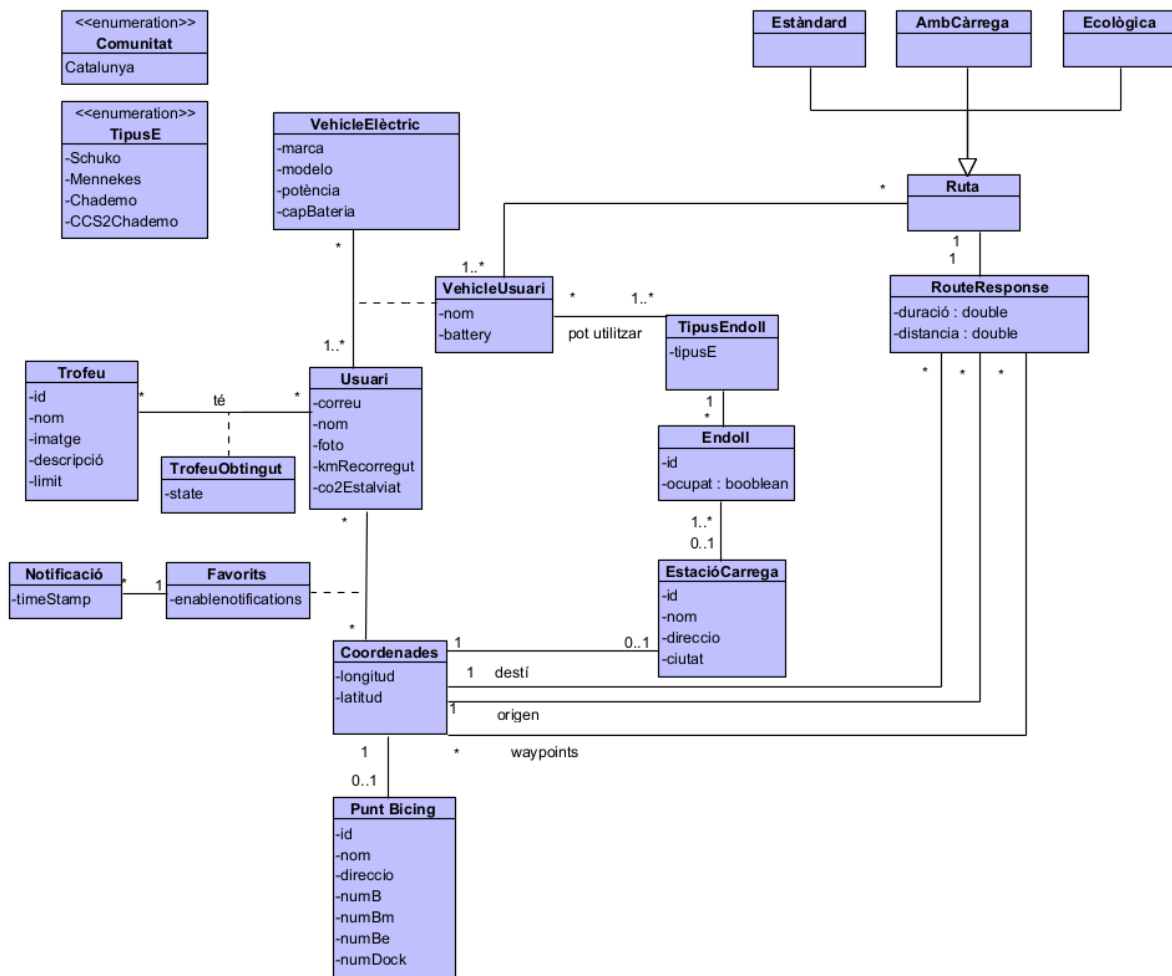 <<enumeration>>
Comunitat
Catalunya
<<enumeration>>
TipusE
-Schuko
-Mennekes
-Chademo
-CCS2Chademo
Estàndard
AmbCàrrega
Ecològica
VehicleElèctric
-marca
-modelo
-potència
-capBateria
*
1..*
Ruta
*
1..*
1
1
RouteResponse
-duració : double
-distancia : double
*
*
*
VehicleUsuari
-nom
-battery
*
1..*
pot utilitzar
TipusEndoll
-tipusE
1
*
Endoll
-id
-ocupat : booblean
1..*
0..1
EstacióCarrega
-id
-nom
-direccio
-ciutat
Trofeu
-id
-nom
-imatge
-descripció
-limit
*
té
*
TrofeuObtingut
-state
Usuari
-correu
-nom
-foto
-kmRecorregut
-co2Estalviat
*
*
Notificació
-timeStamp
*
1
Favorits
-enablenotifications
Coordenades
-longitud
-latitud
1
0..1
1
destí
1
origen
*
waypoints
1
0..1
Punt Bicing
-id
-nom
-direccio
-numB
-numBm
-numBe
-numDock